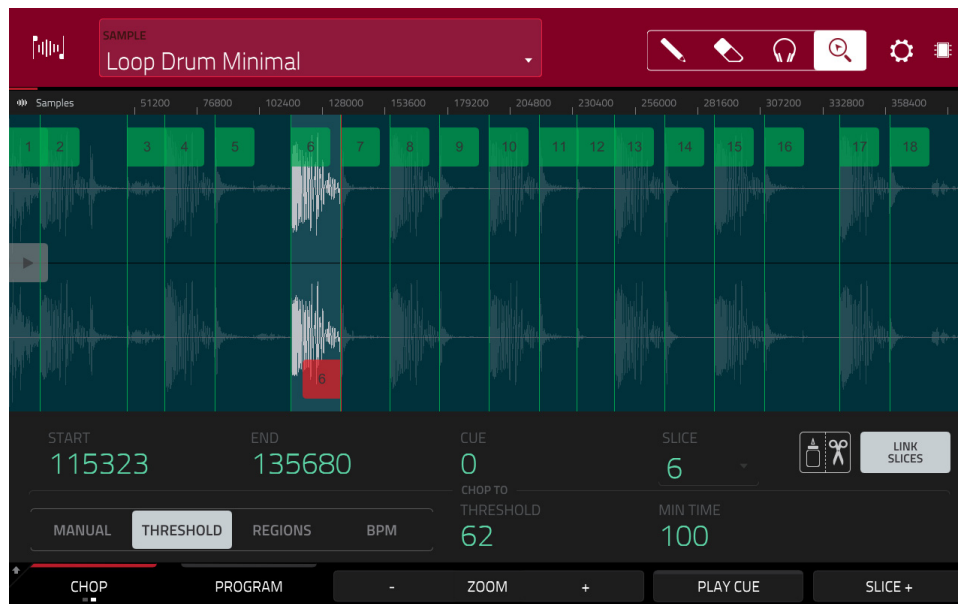 SAMPLE
Loop Drum Minimal
Samples 51200 76800 102400 128000 153600 179200 204800 230400 256000 281600 307200 332800 358400
1 2 3 4 5 6 7 8 9 10 11 12 13 14 15 16 17 18
6
START END CUE SLICE
115323 135680 0 6
LINK
SLICES
CHOP TO
THRESHOLD MIN TIME
MANUAL THRESHOLD REGIONS BPM 62 100
CHOP PROGRAM - ZOOM + PLAY CUE SLICE +